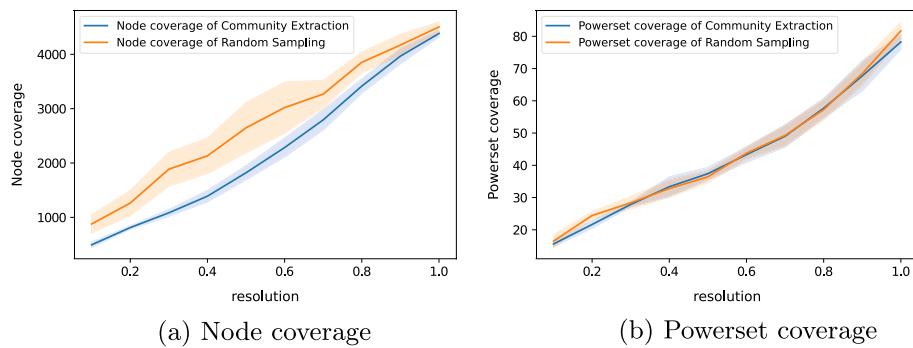 Node coverage of Community Extraction
Node coverage of Random Sampling
Node coverage
4000
3000
2000
1000
0.2 0.4 0.6 0.8 1.0
resolution
(a) Node coverage
Powerset coverage of Community Extraction
Powerset coverage of Random Sampling
Powerset coverage
80
70
60
50
40
30
20
0.2 0.4 0.6 0.8 1.0
resolution
(b) Powerset coverage